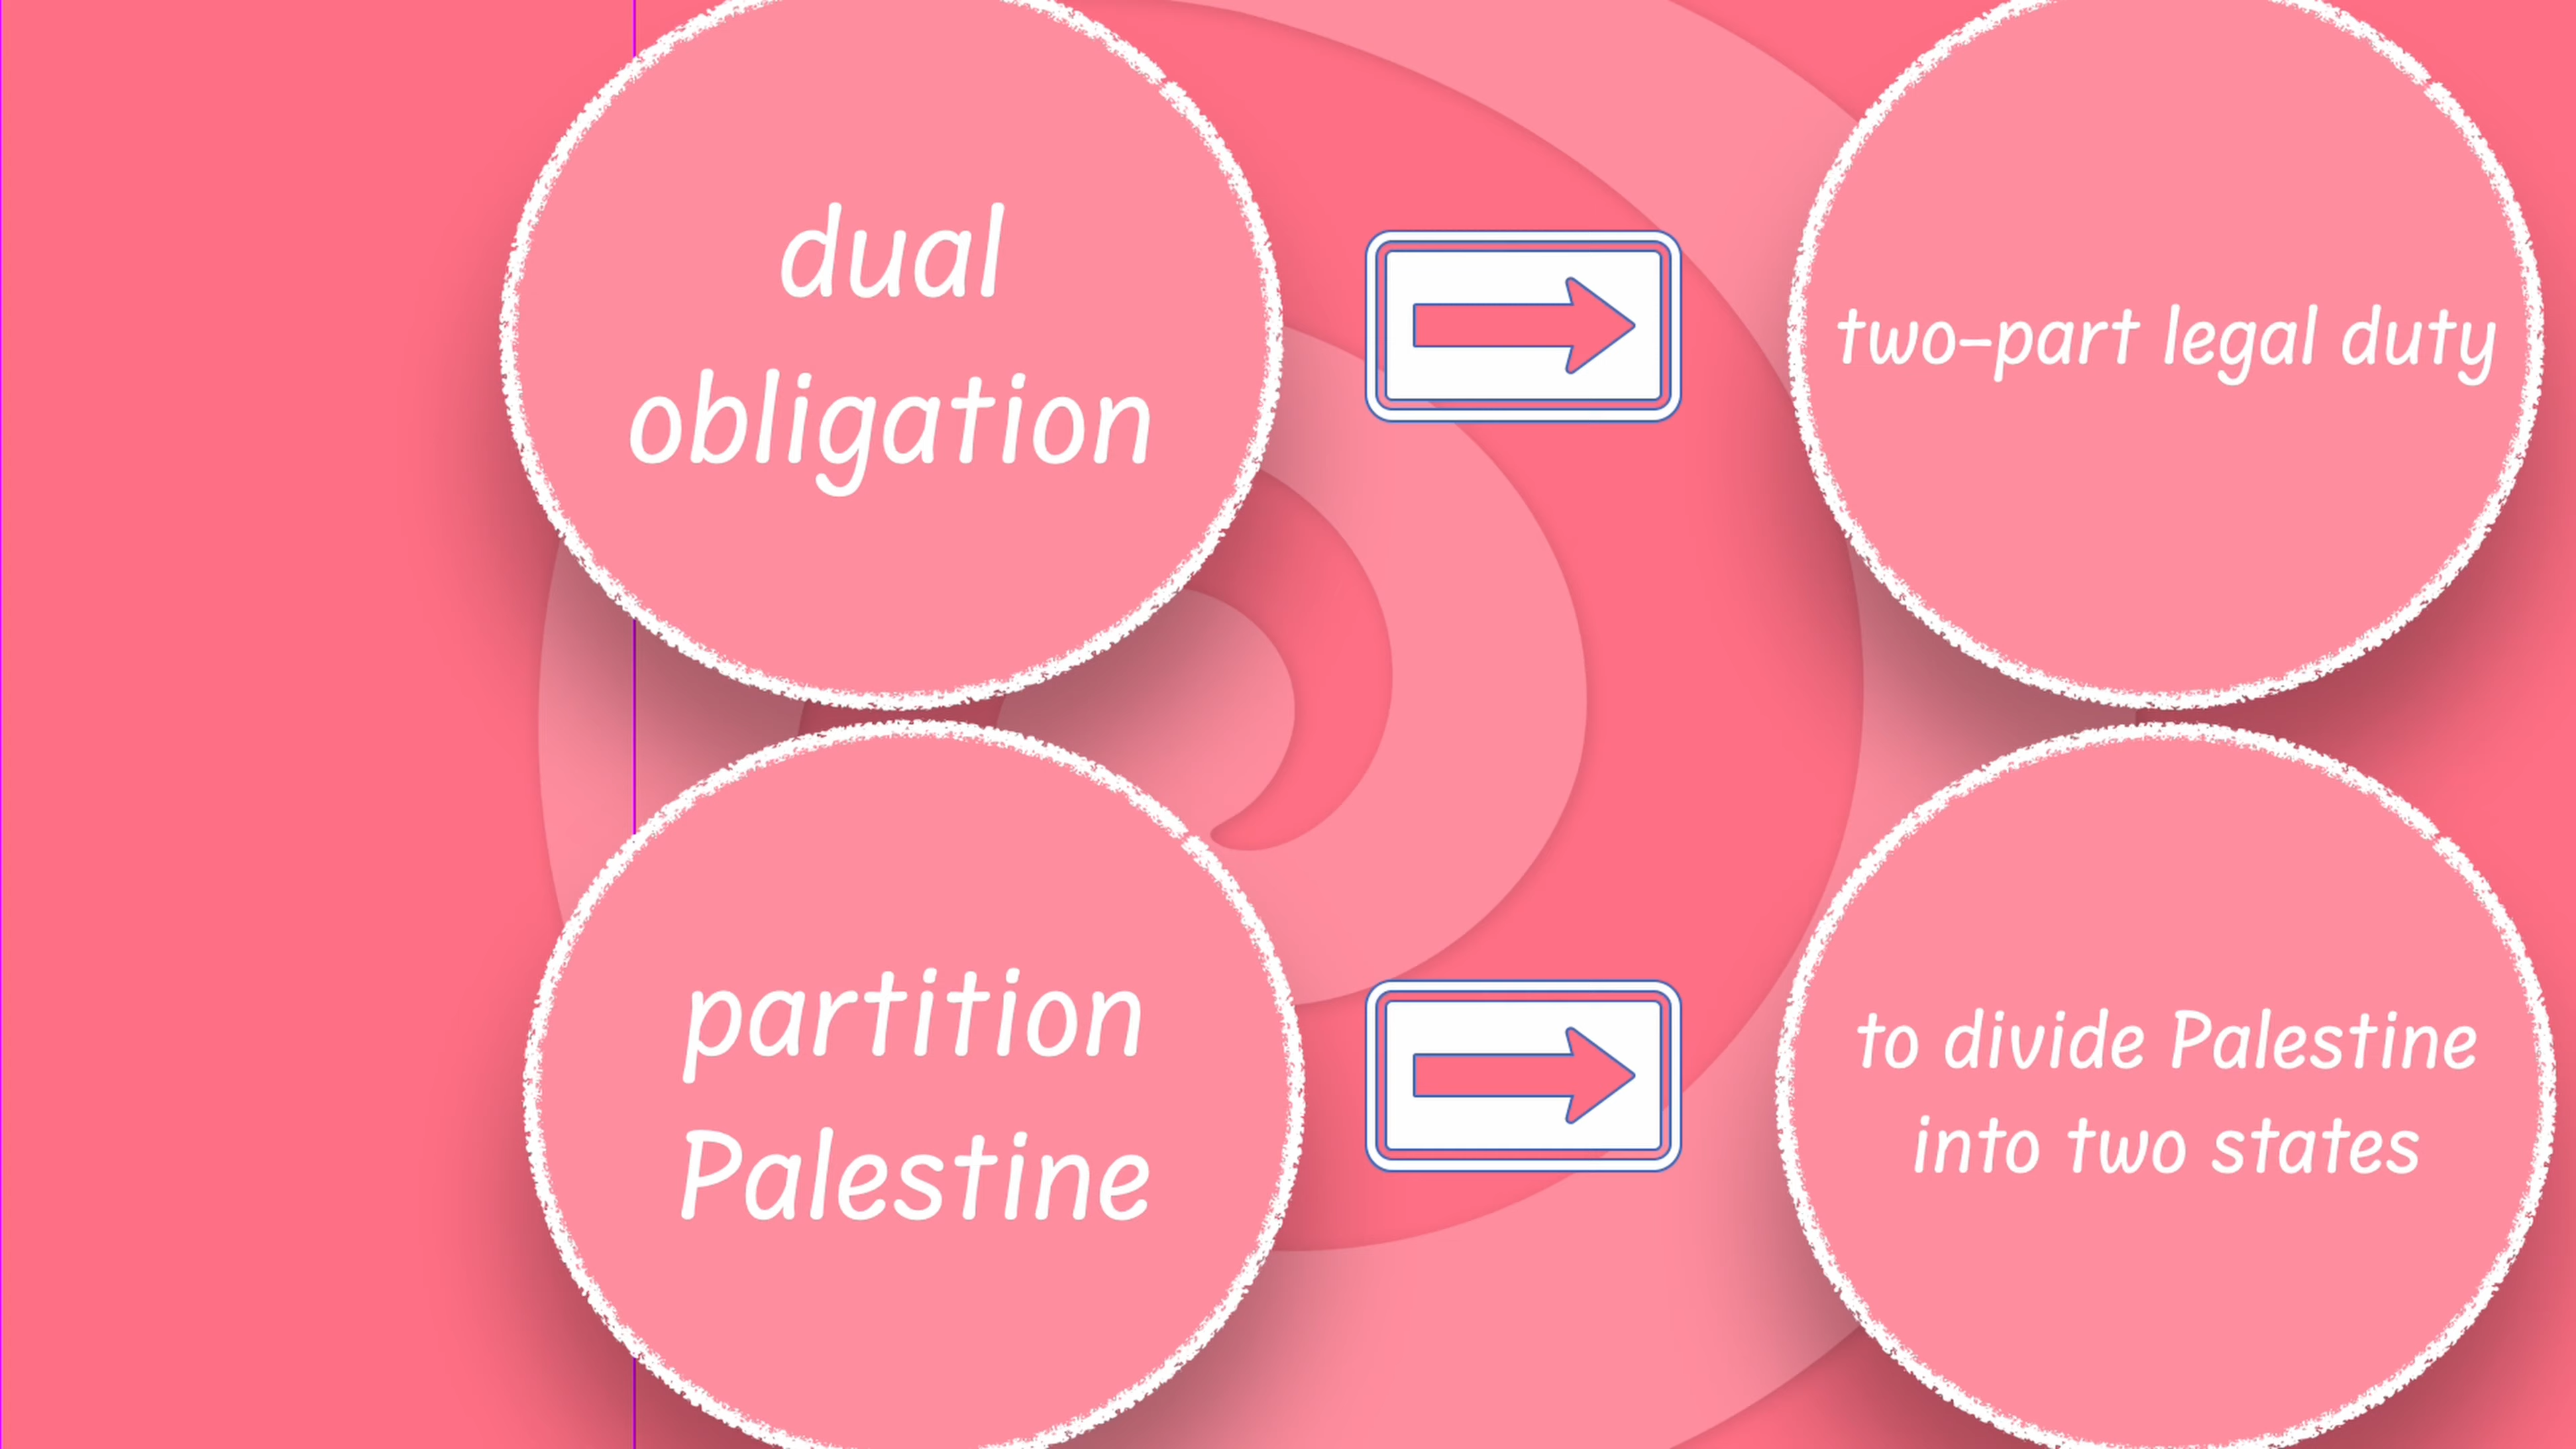 dual
obligation
two-part legal duty
partition
Palestine
to divide Palestine
into two states